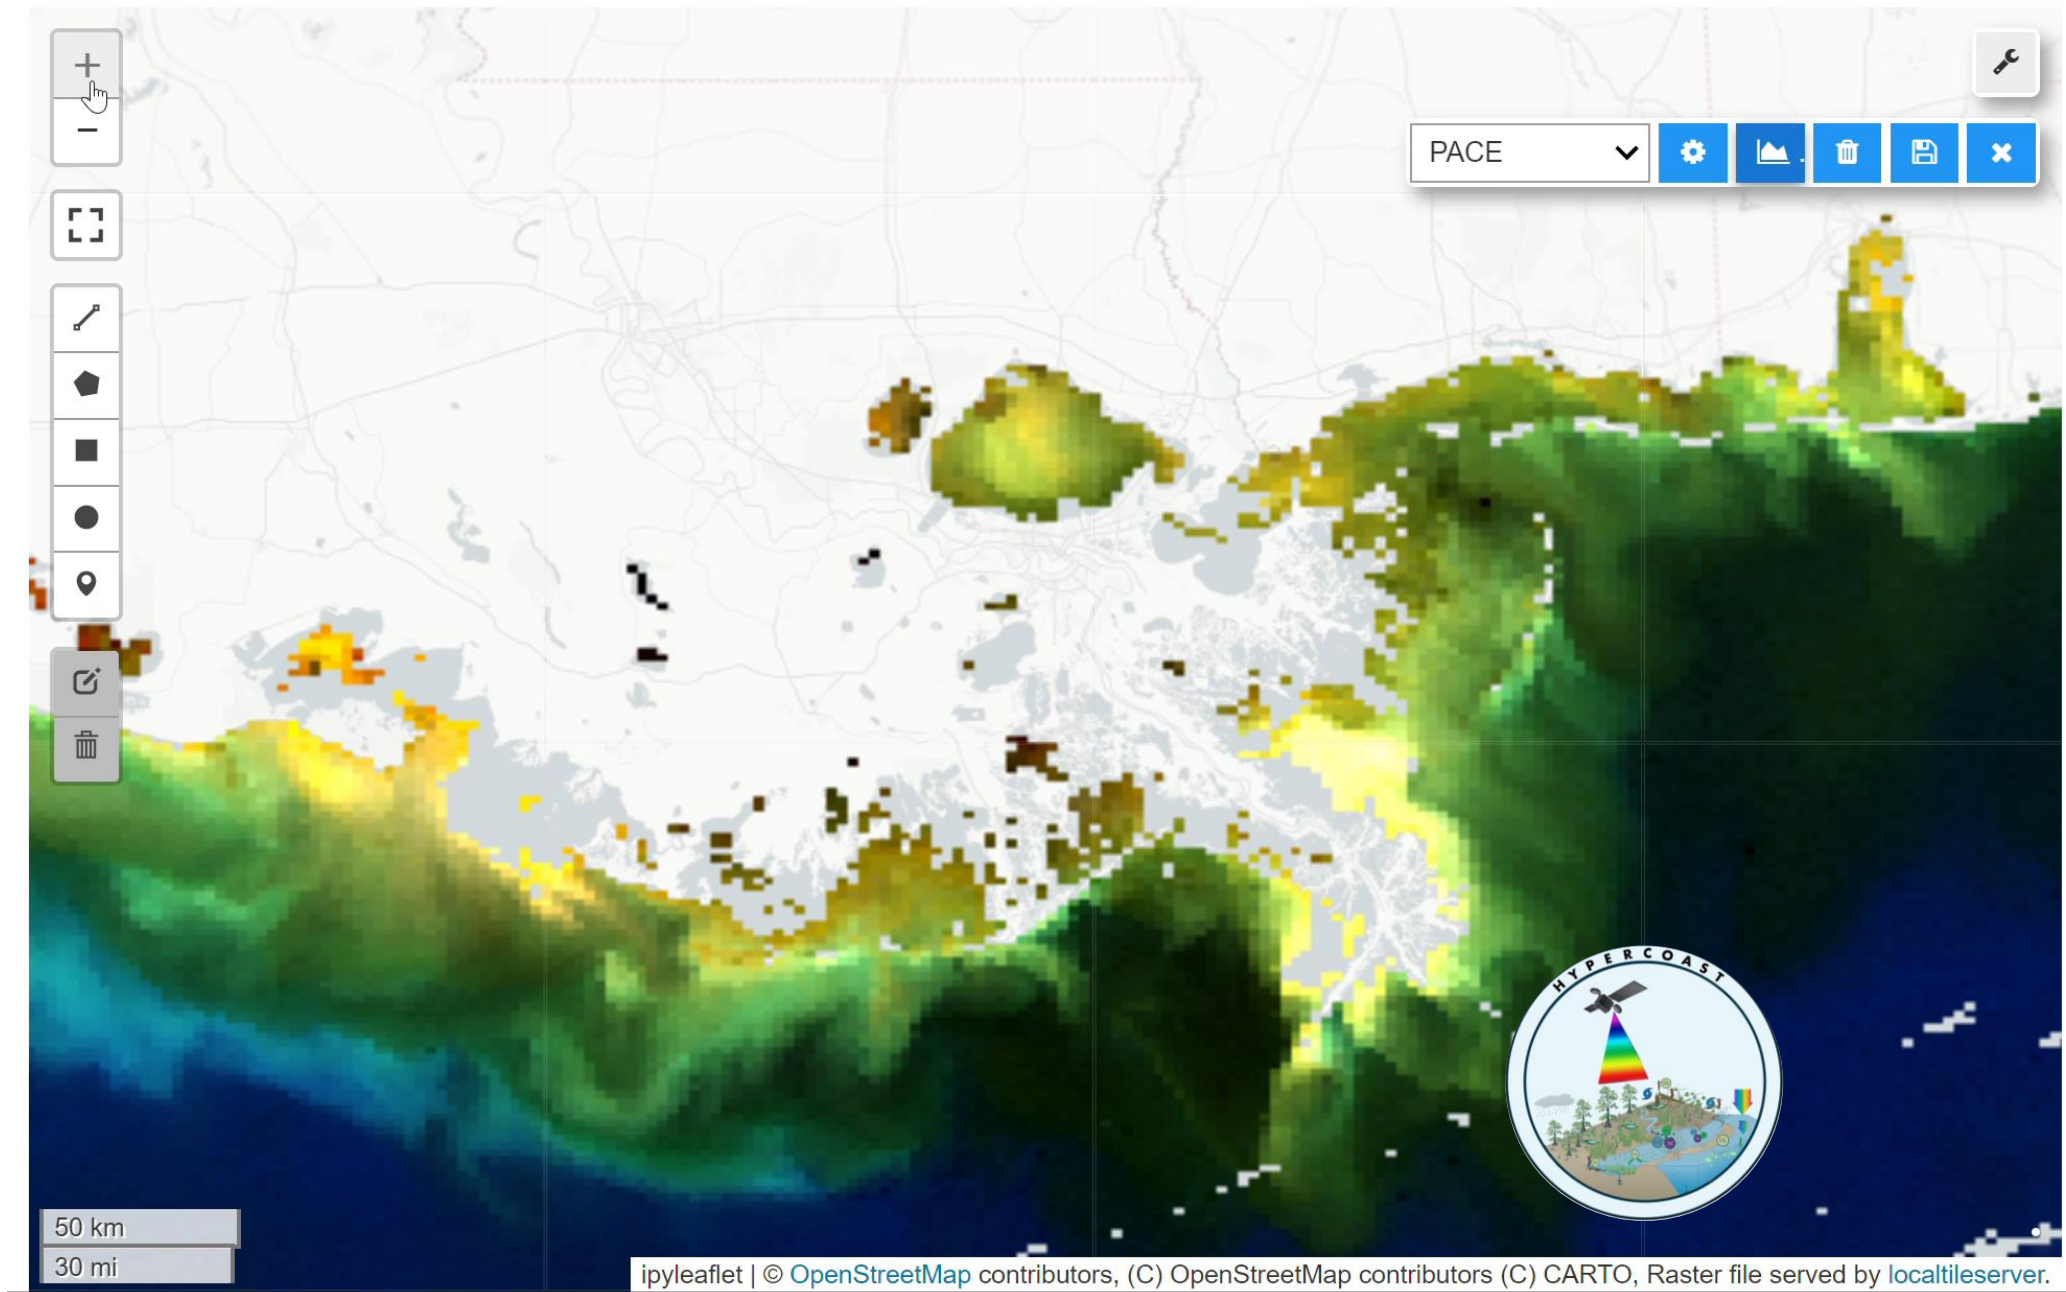 +
−
PACE
HYPERCOAST
50 km
30 mi
ipyleaflet | © OpenStreetMap contributors, (C) OpenStreetMap contributors (C) CARTO, Raster file served by localtileserver.